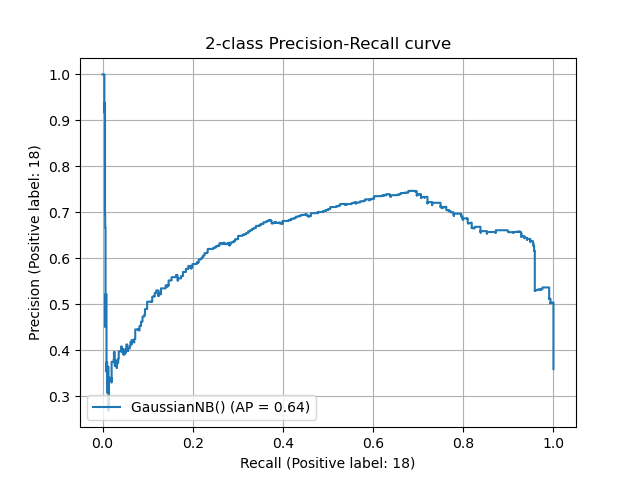 2-class Precision-Recall curve
Precision (Positive label: 18)
1.0
0.9
0.8
0.7
0.6
0.5
0.4
0.3
GaussianNB() (AP = 0.64)
0.0 0.2 0.4 0.6 0.8 1.0
Recall (Positive label: 18)